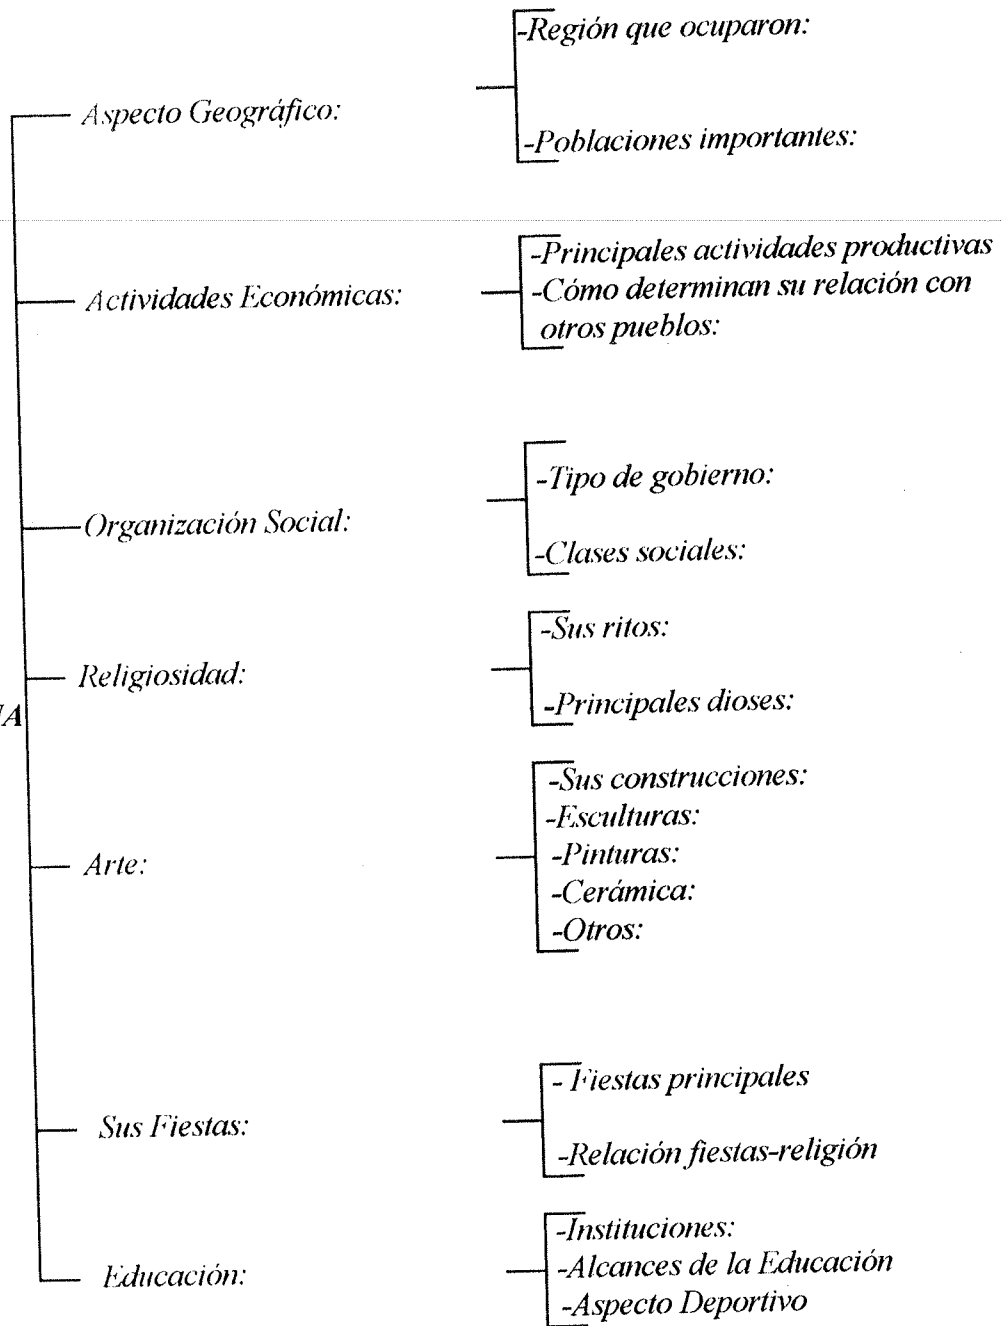 -Región que ocuparon:
Aspecto Geográfico:
-Poblaciones importantes:
-Principales actividades productivas
Actividades Económicas:
-Cómo determinan su relación con
otros pueblos:
-Tipo de gobierno:
Organización Social:
-Clases sociales:
-Sus ritos:
Religiosidad:
-Principales dioses:
-Sus construcciones:
-Esculturas:
Arte:
-Pinturas:
-Cerámica:
-Otros:
- Fiestas principales
Sus Fiestas:
-Relación fiestas-religión
-Instituciones:
Educación:
-Alcances de la Educación
-Aspecto Deportivo